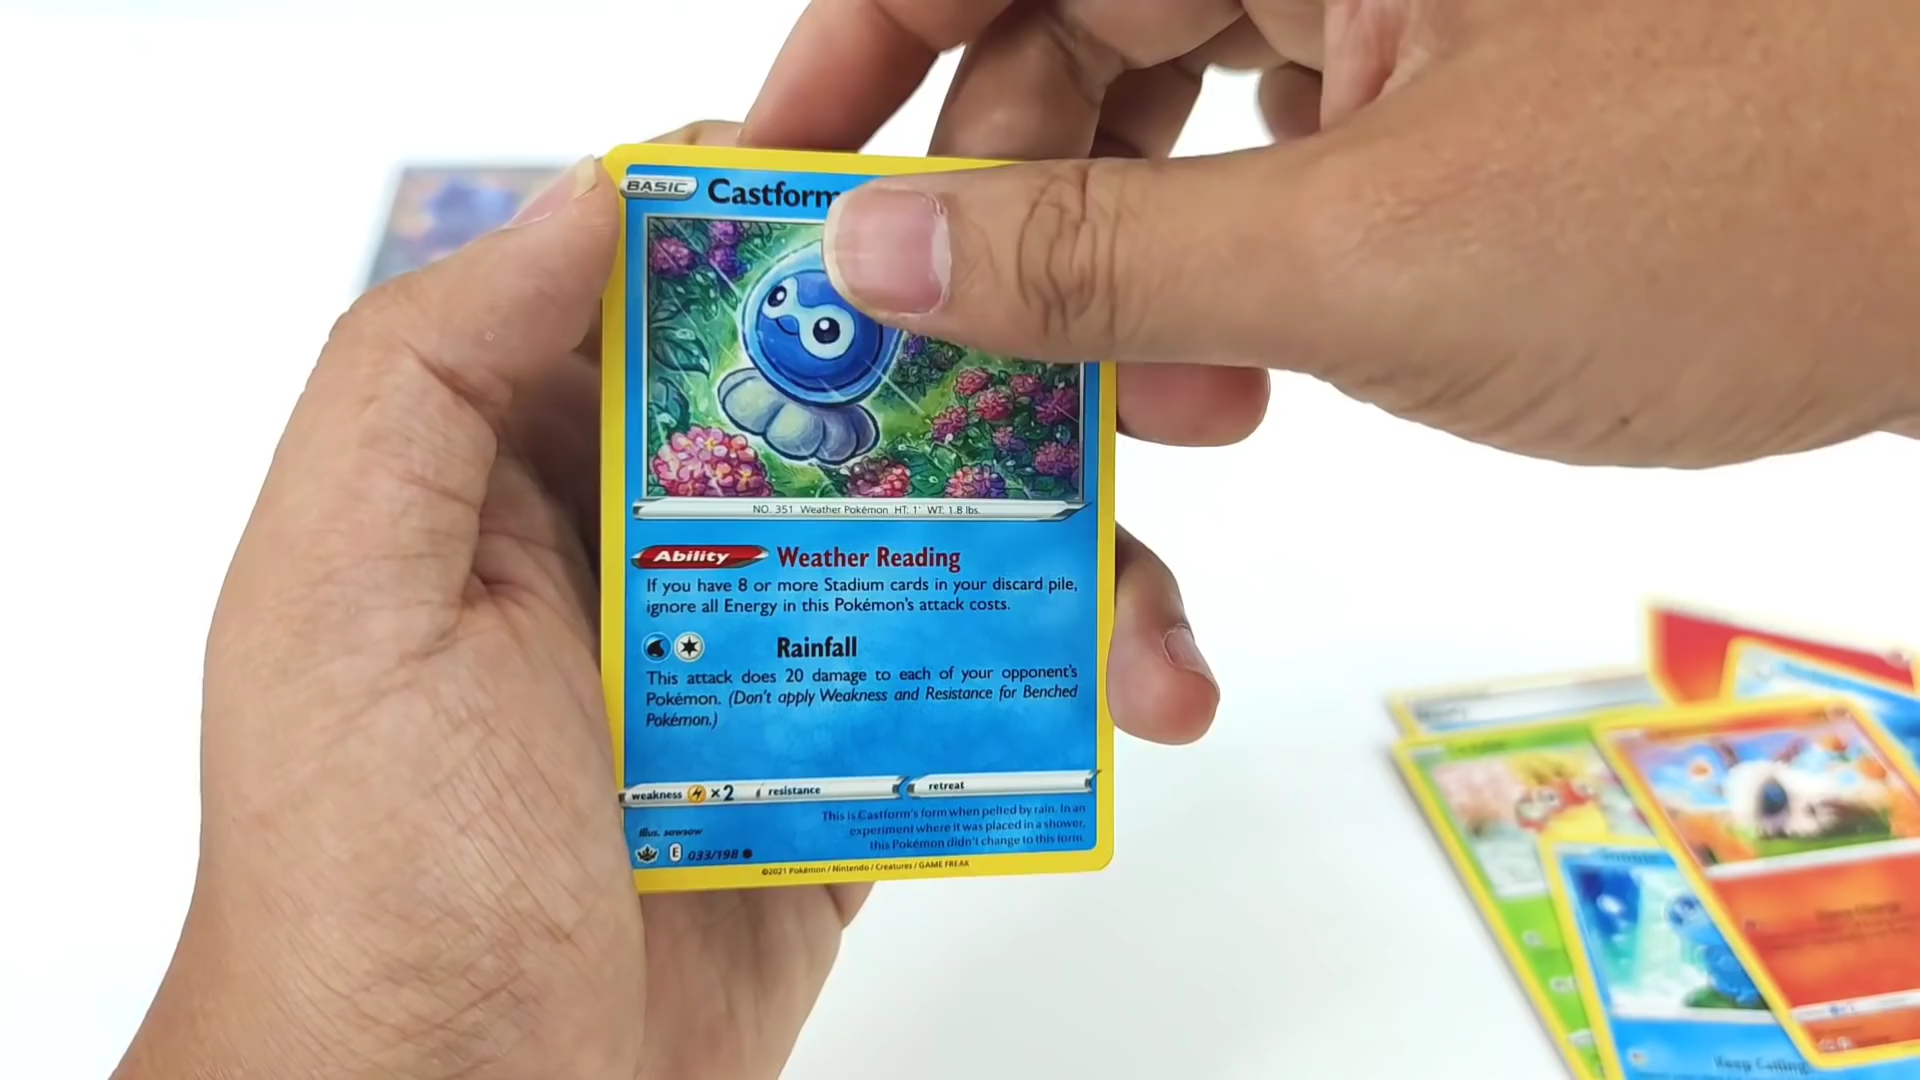 BASIC Castform
NO. 351 Weather Pokémon HT: 1' WT: 1.8 lbs.
Ability Weather Reading
If you have 8 or more Stadium cards in your discard pile,
ignore all Energy in this Pokémon's attack costs.
Rainfall
This attack does 20 damage to each of your opponent's
Pokémon. (Don't apply Weakness and Resistance for Benched
Pokémon.)
weakness ×2 resistance retreat
This is Castform's form when pelted by rain. In an
experiment where it was placed in a shower,
this Pokémon didn't change to this form.
Illus. sowsow
E 033/198
©2021 Pokémon / Nintendo / Creatures / GAME FREAK
Keep Calling